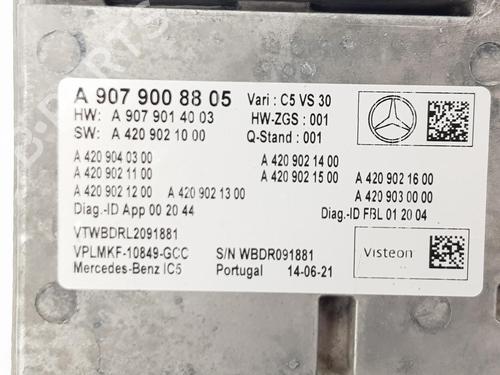 A 907 900 88 05 Vari : C5 VS 30
HW: A 907 901 40 03 HW-ZGS : 001
SW: A 420 902 10 00 Q-Stand : 001
A 420 904 03 00 A 420 902 14 00
A 420 902 11 00 A 420 902 15 00 A 420 902 16 00
A 420 902 12 00 A 420 902 13 00 A 420 903 00 00
Diag.-ID App 00 20 44 Diag.-ID FBL 01 20 04
VTWBDRL2091881
VPLMKF-10849-GCC S/N WBDR091881 Visteon
Mercedes-Benz IC5 Portugal 14-06-21
B-PARTS